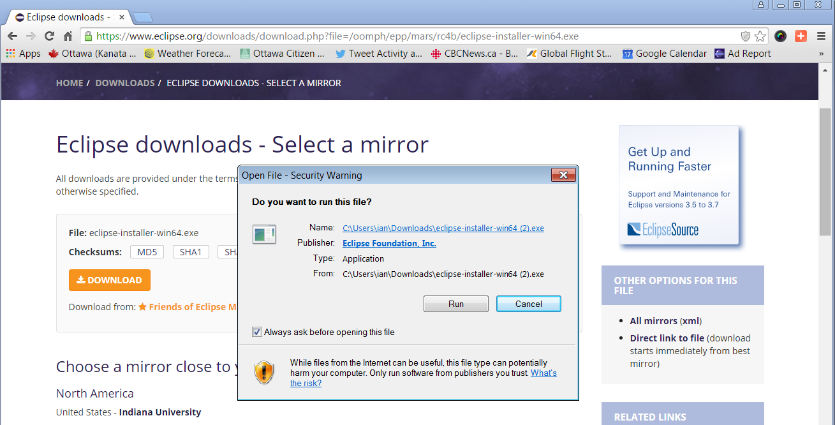 Eclipse downloads -
https://www.eclipse.org/downloads/download.php?file=/oomph/epp/mars/rc4b/eclipse-installer-win64.exe
Apps Ottawa (Kanata ... Weather Foreca... Ottawa Citizen Tweet Activity a... CBCNews.ca - B... Global Flight St... 17 Google Calendar Ad Report
HOME / DOWNLOADS / ECLIPSE DOWNLOADS - SELECT A MIRROR
Eclipse downloads - Select a mirror
All downloads are provided under the terms
otherwise specified.
File: eclipse-installer-win64.exe
Checksums: MD5 SHA1
DOWNLOAD
Download from: Friends of Eclipse M
Choose a mirror close to
North America
United States - Indiana University
Open File - Security Warning
Do you want to run this file?
Name: C:\Users\ian\Downloads\eclipse-installer-win64 (2).exe
Publisher: Eclipse Foundation, Inc.
Type: Application
From: C:\Users\ian\Downloads\eclipse-installer-win64 (2).exe
Run Cancel
Always ask before opening this file
While files from the Internet can be useful, this file type can potentially
harm your computer. Only run software from publishers you trust. What's
the risk?
Get Up and
Running Faster
Support and Maintenance for
Eclipse versions 3.5 to 3.7
EclipseSource
OTHER OPTIONS FOR THIS
FILE
All mirrors (xml)
Direct link to file (download
starts immediately from best
mirror)
RELATED LINKS